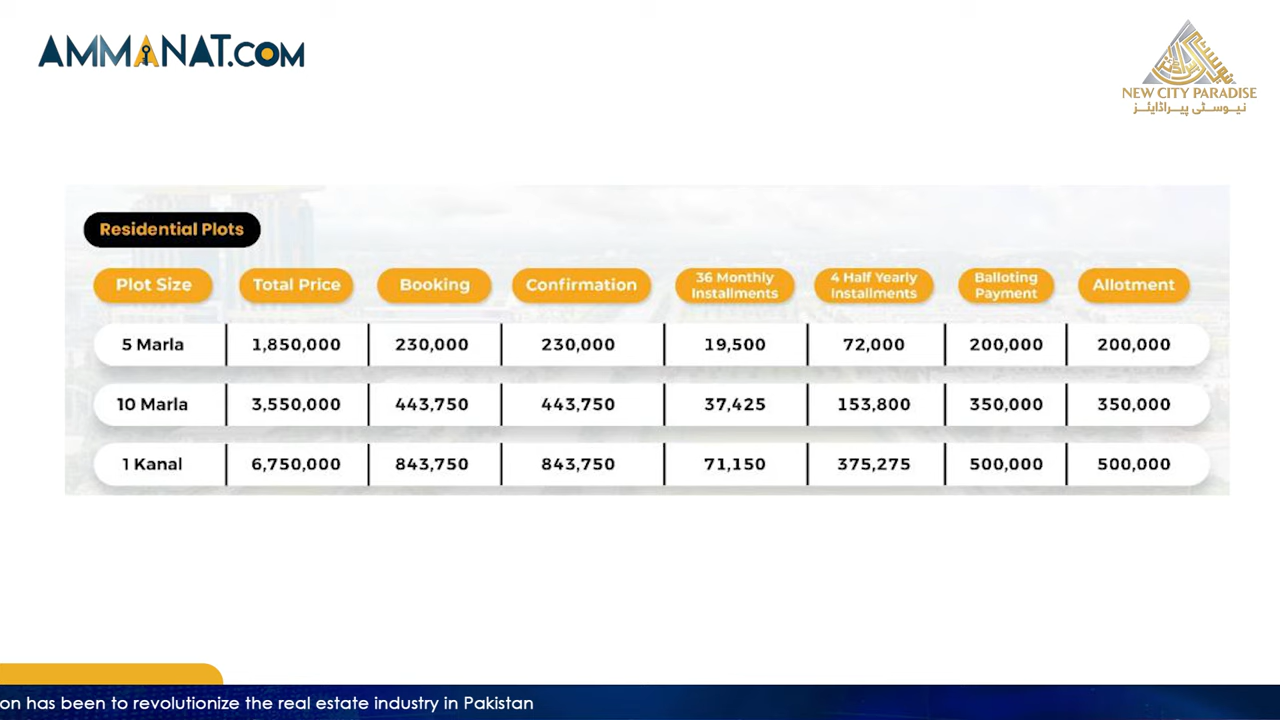 AMMANAT.COM
NEW CITY PARADISE
نیوسٹی پیراڈائیز
Residential Plots
Plot Size Total Price Booking Confirmation 36 Monthly Installments 4 Half Yearly Installments Balloting Payment Allotment
5 Marla 1,850,000 230,000 230,000 19,500 72,000 200,000 200,000
10 Marla 3,550,000 443,750 443,750 37,425 153,800 350,000 350,000
1 Kanal 6,750,000 843,750 843,750 71,150 375,275 500,000 500,000
on has been to revolutionize the real estate industry in Pakistan